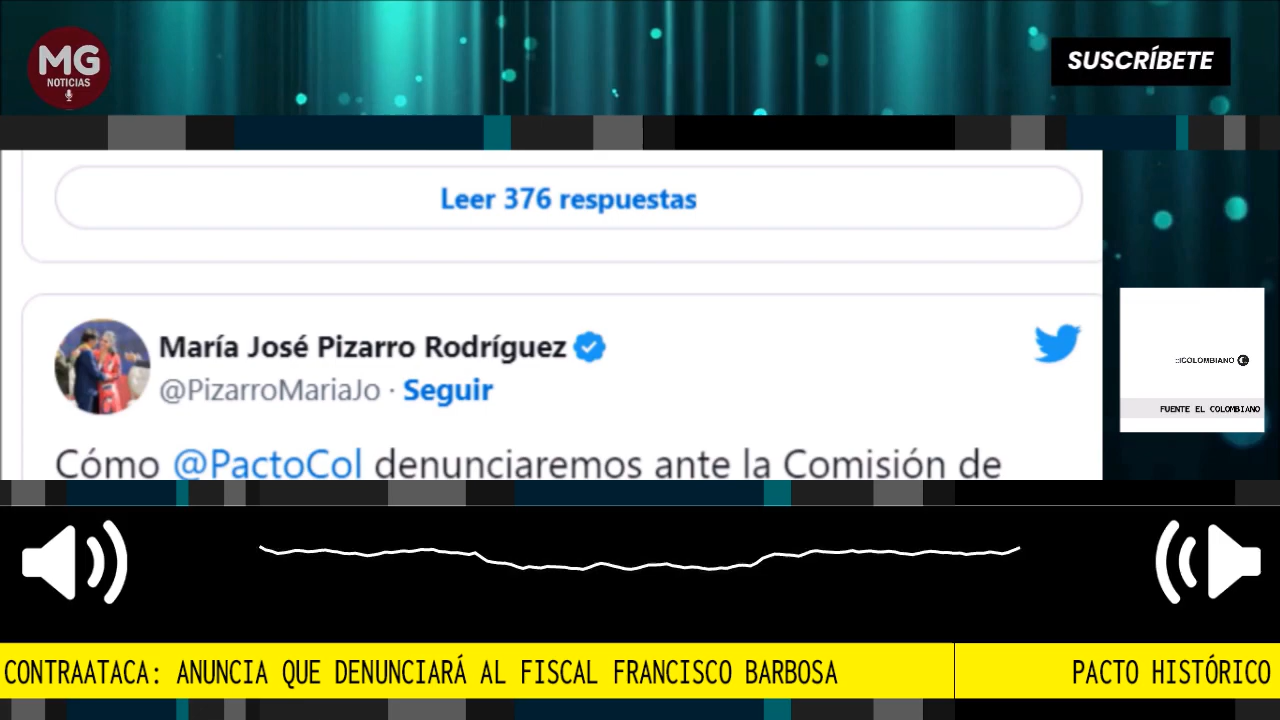 MG
NOTICIAS
SUSCRÍBETE
Leer 376 respuestas
María José Pizarro Rodríguez
@PizarroMariaJo · Seguir
Cómo @PactoCol denunciaremos ante la Comisión de
COLOMBIANO
FUENTE EL COLOMBIANO
CONTRAATACA: ANUNCIA QUE DENUNCIARÁ AL FISCAL FRANCISCO BARBOSA
PACTO HISTÓRICO